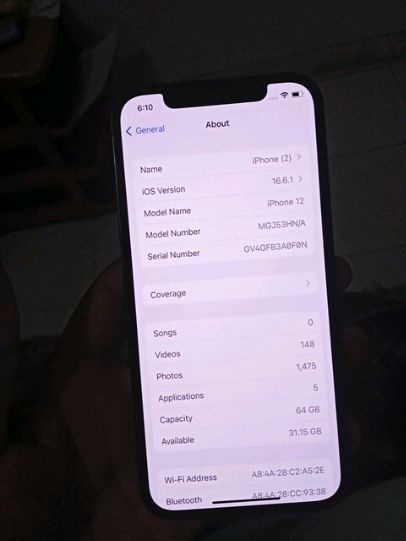 6:10
General
About
Name iPhone (2)
iOS Version 16.6.1
Model Name iPhone 12
Model Number MGJ53HN/A
Serial Number GV4GFB3A0F0N
Coverage
Songs 0
Videos 148
Photos 1,475
Applications 5
Capacity 64 GB
Available 31.15 GB
Wi-Fi Address A8:4A:28:C2:A5:2E
Bluetooth A8:4A:28:CC:93:38